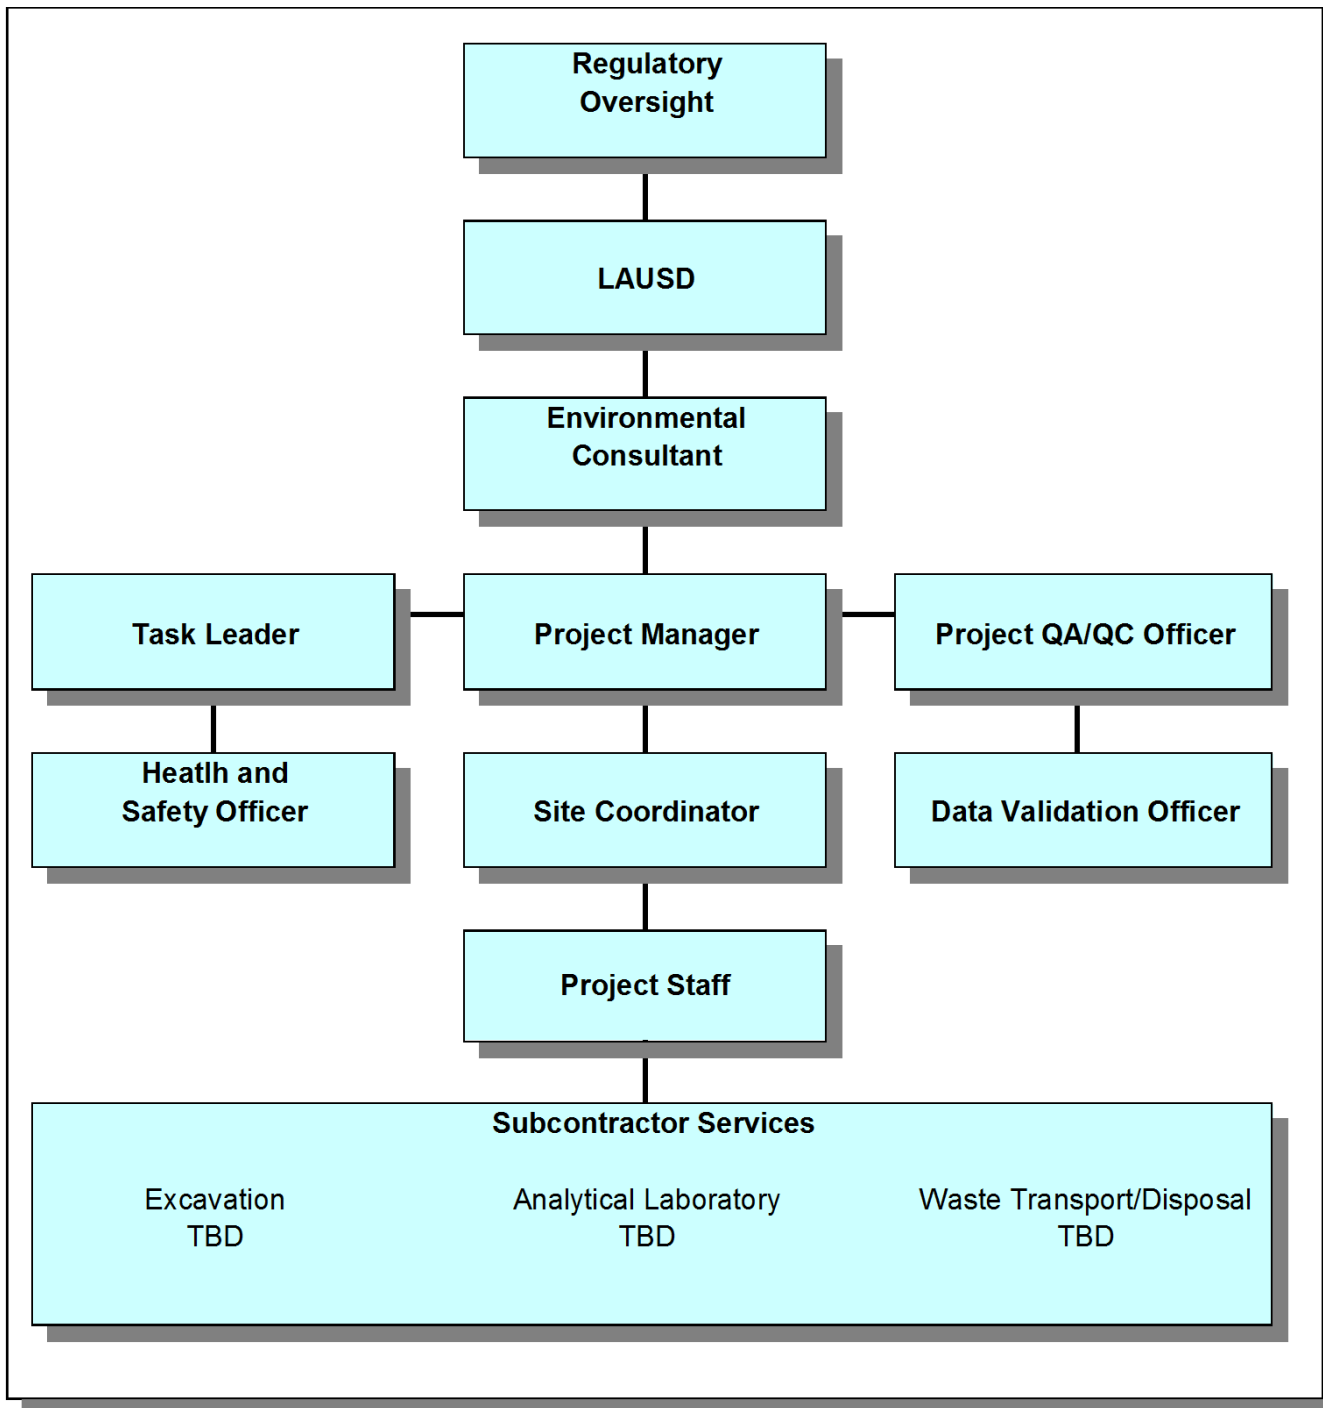 Regulatory
Oversight
LAUSD
Environmental
Consultant
Task Leader
Project Manager
Project QA/QC Officer
Heatlh and
Safety Officer
Site Coordinator
Data Validation Officer
Project Staff
Subcontractor Services
Excavation
TBD
Analytical Laboratory
TBD
Waste Transport/Disposal
TBD